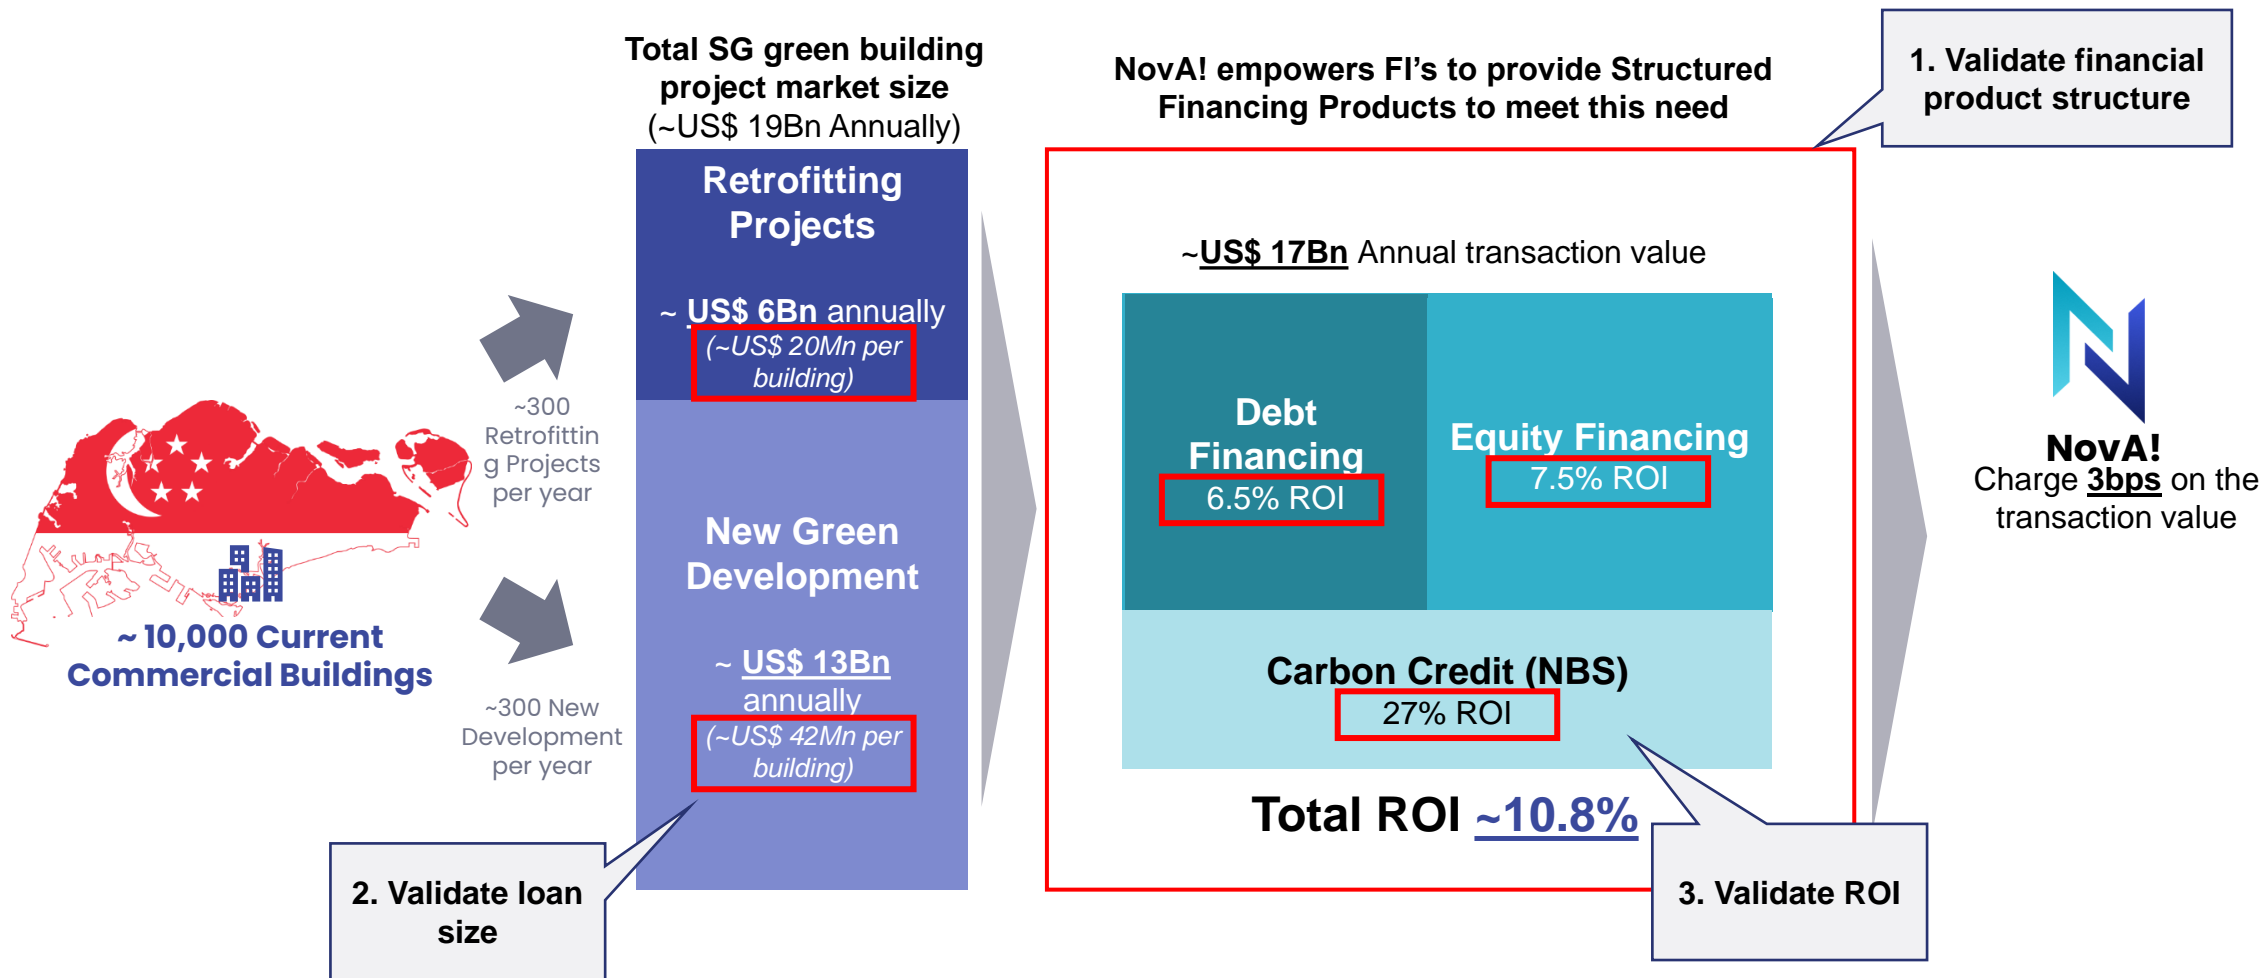 Total SG green building
project market size
(~US$ 19Bn Annually)
NovA! empowers FI's to provide Structured
Financing Products to meet this need
1. Validate financial
product structure
Retrofitting
Projects
~ US$ 6Bn annually
(~US$ 20Mn per
building)
~300
Retrofittin
g Projects
per year
~ 10,000 Current
Commercial Buildings
~300 New
Development
per year
New Green
Development
~ US$ 13Bn
annually
(~US$ 42Mn per
building)
2. Validate loan
size
~US$ 17Bn Annual transaction value
Debt
Financing
6.5% ROI
Equity Financing
7.5% ROI
Carbon Credit (NBS)
27% ROI
Total ROI ~10.8%
3. Validate ROI
NovA!
Charge 3bps on the
transaction value